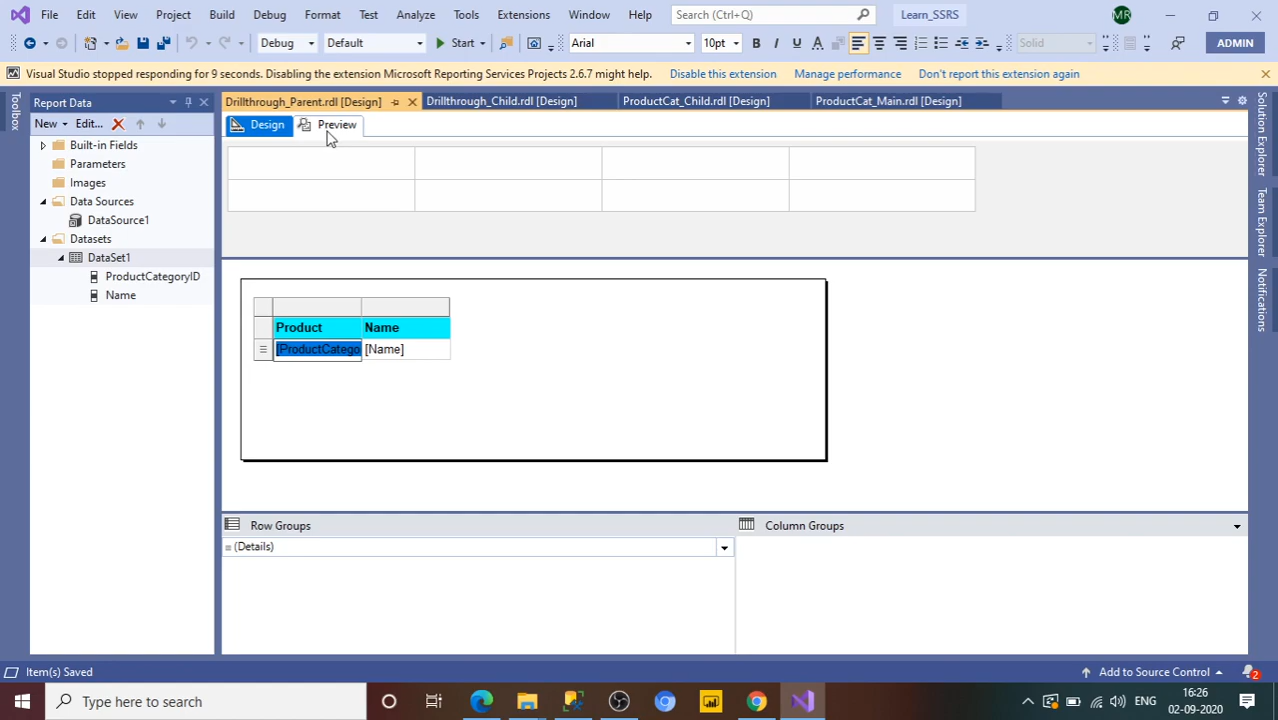 File Edit View Project Build Debug Format Test Analyze Tools Extensions Window Help Search (Ctrl+Q) Learn_SSRS MR
Debug Default Start Arial 10pt B I U A Solid ADMIN
Visual Studio stopped responding for 9 seconds. Disabling the extension Microsoft Reporting Services Projects 2.6.7 might help. Disable this extension Manage performance Don't report this extension again
Toolbox
Report Data
New Edit...
Built-in Fields
Parameters
Images
Data Sources
DataSource1
Datasets
DataSet1
ProductCategoryID
Name
Drillthrough_Parent.rdl [Design] Drillthrough_Child.rdl [Design] ProductCat_Child.rdl [Design] ProductCat_Main.rdl [Design]
Design Preview
Product Name
[ProductCatego [Name]
Row Groups Column Groups
(Details)
Solution Explorer
Team Explorer
Notifications
Item(s) Saved Add to Source Control 2
Type here to search ENG 16:26
02-09-2020